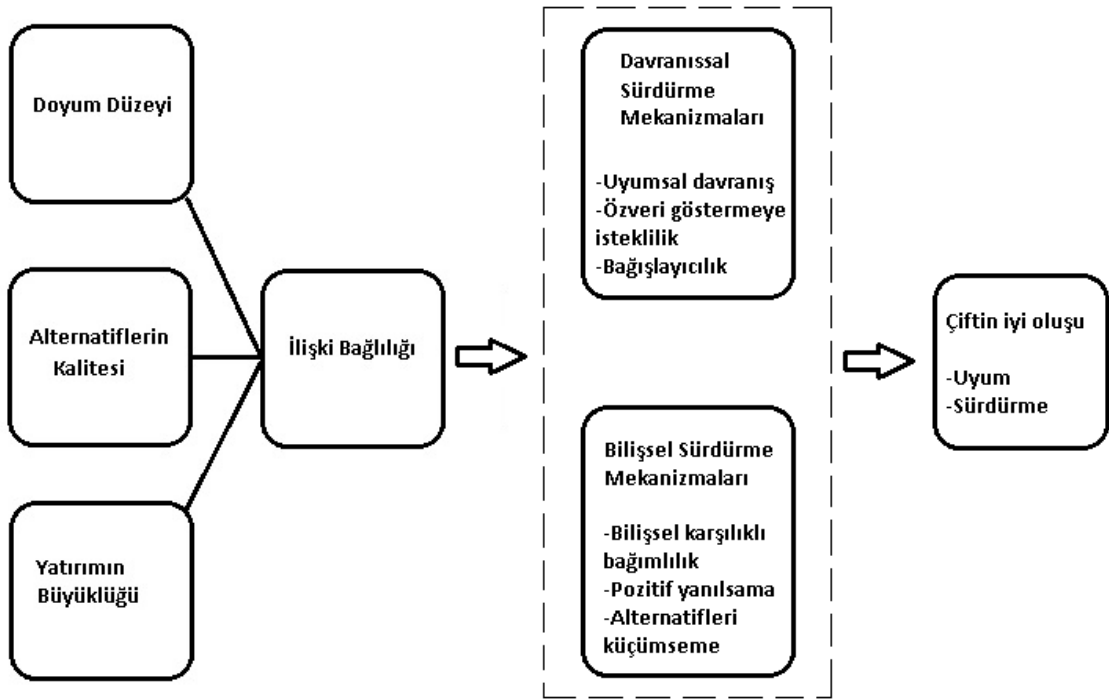 Doyum Düzeyi
Alternatiflerin
Kalitesi
Yatırımın
Büyüklüğü
İlişki Bağlılığı
Davranıssal
Sürdürme
Mekanizmaları
-Uyumsal davranış
-Özveri göstermeye
isteklilik
-Bağışlayıcılık
Bilişsel Sürdürme
Mekanizmaları
-Bilişsel karşılıklı
bağımlılık
-Pozitif yanılsama
-Alternatifleri
küçümseme
Çiftin iyi oluşu
-Uyum
-Sürdürme